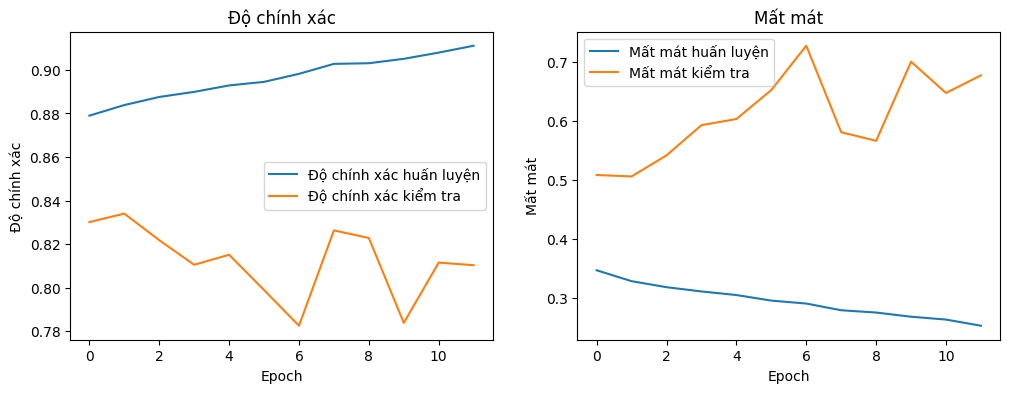 Độ chính xác
Độ chính xác
0.90
0.88
0.86
0.84
0.82
0.80
0.78
Độ chính xác huấn luyện
Độ chính xác kiểm tra
0 2 4 6 8 10
Epoch
Mất mát
Mất mát
0.7
0.6
0.5
0.4
0.3
Mất mát huấn luyện
Mất mát kiểm tra
0 2 4 6 8 10
Epoch